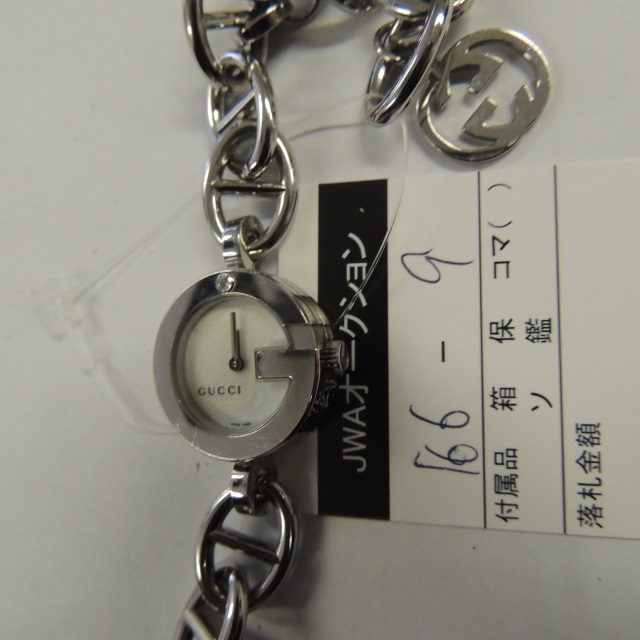 GUCCI
JWAオークション
166 - 9
付属品 箱 保 コマ( )
ソ 鑑
落札金額